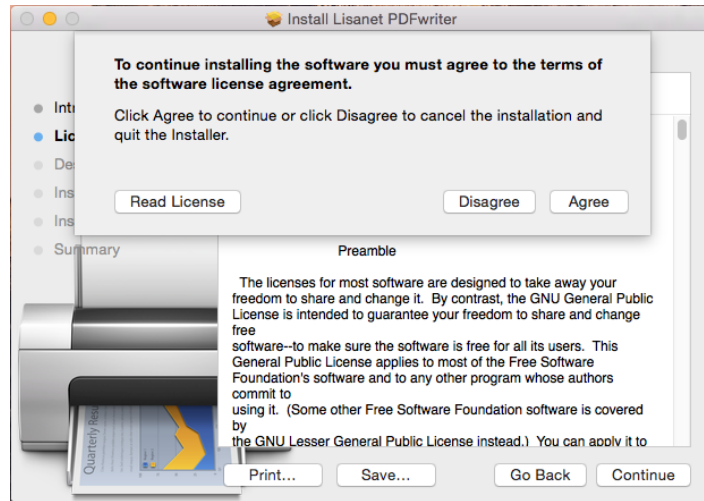 Install Lisanet PDFwriter
To continue installing the software you must agree to the terms of
the software license agreement.
Click Agree to continue or click Disagree to cancel the installation and
quit the Installer.
Read License
Disagree
Agree
Summary
Preamble
The licenses for most software are designed to take away your
freedom to share and change it.  By contrast, the GNU General Public
License is intended to guarantee your freedom to share and change
free
software--to make sure the software is free for all its users.  This
General Public License applies to most of the Free Software
Foundation's software and to any other program whose authors
commit to
using it.  (Some other Free Software Foundation software is covered
by
the GNU Lesser General Public License instead.)  You can apply it to
Quarterly
Print...
Save...
Go Back
Continue